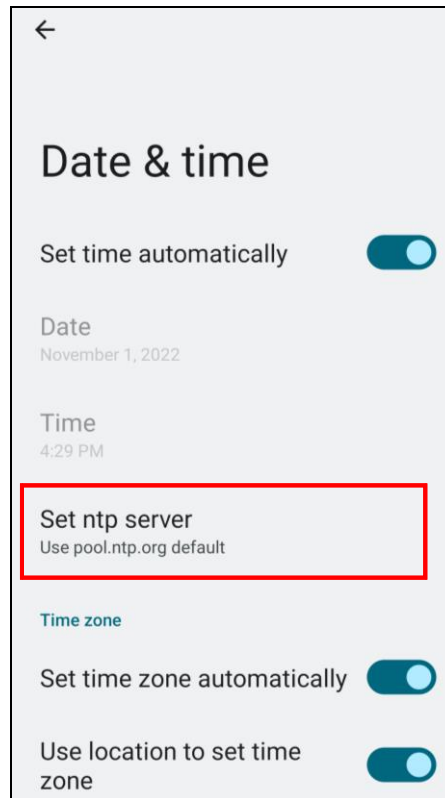 Date & time
Set time automatically
Date
November 1, 2022
Time
4:29 PM
Set ntp server
Use pool.ntp.org default
Time zone
Set time zone automatically
Use location to set time
zone